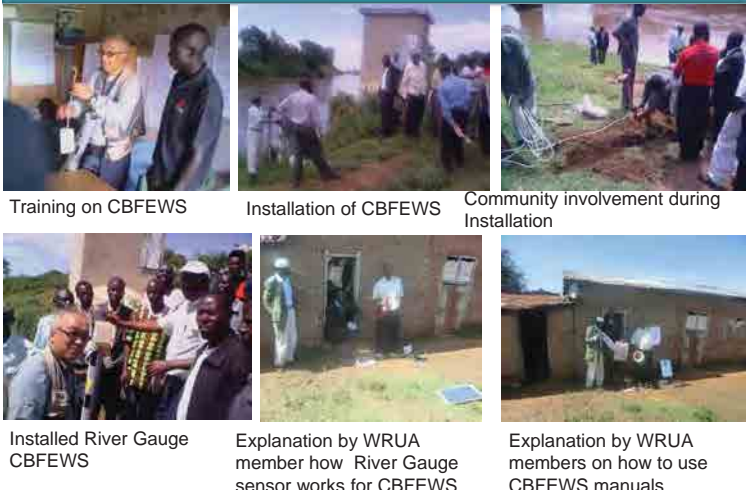 Training on CBFEWS
Installation of CBFEWS
Community involvement during
Installation
Installed River Gauge
CBFEWS
Explanation by WRUA
member how River Gauge
sensor works for CBFEWS
Explanation by WRUA
members on how to use
CBFEWS manuals